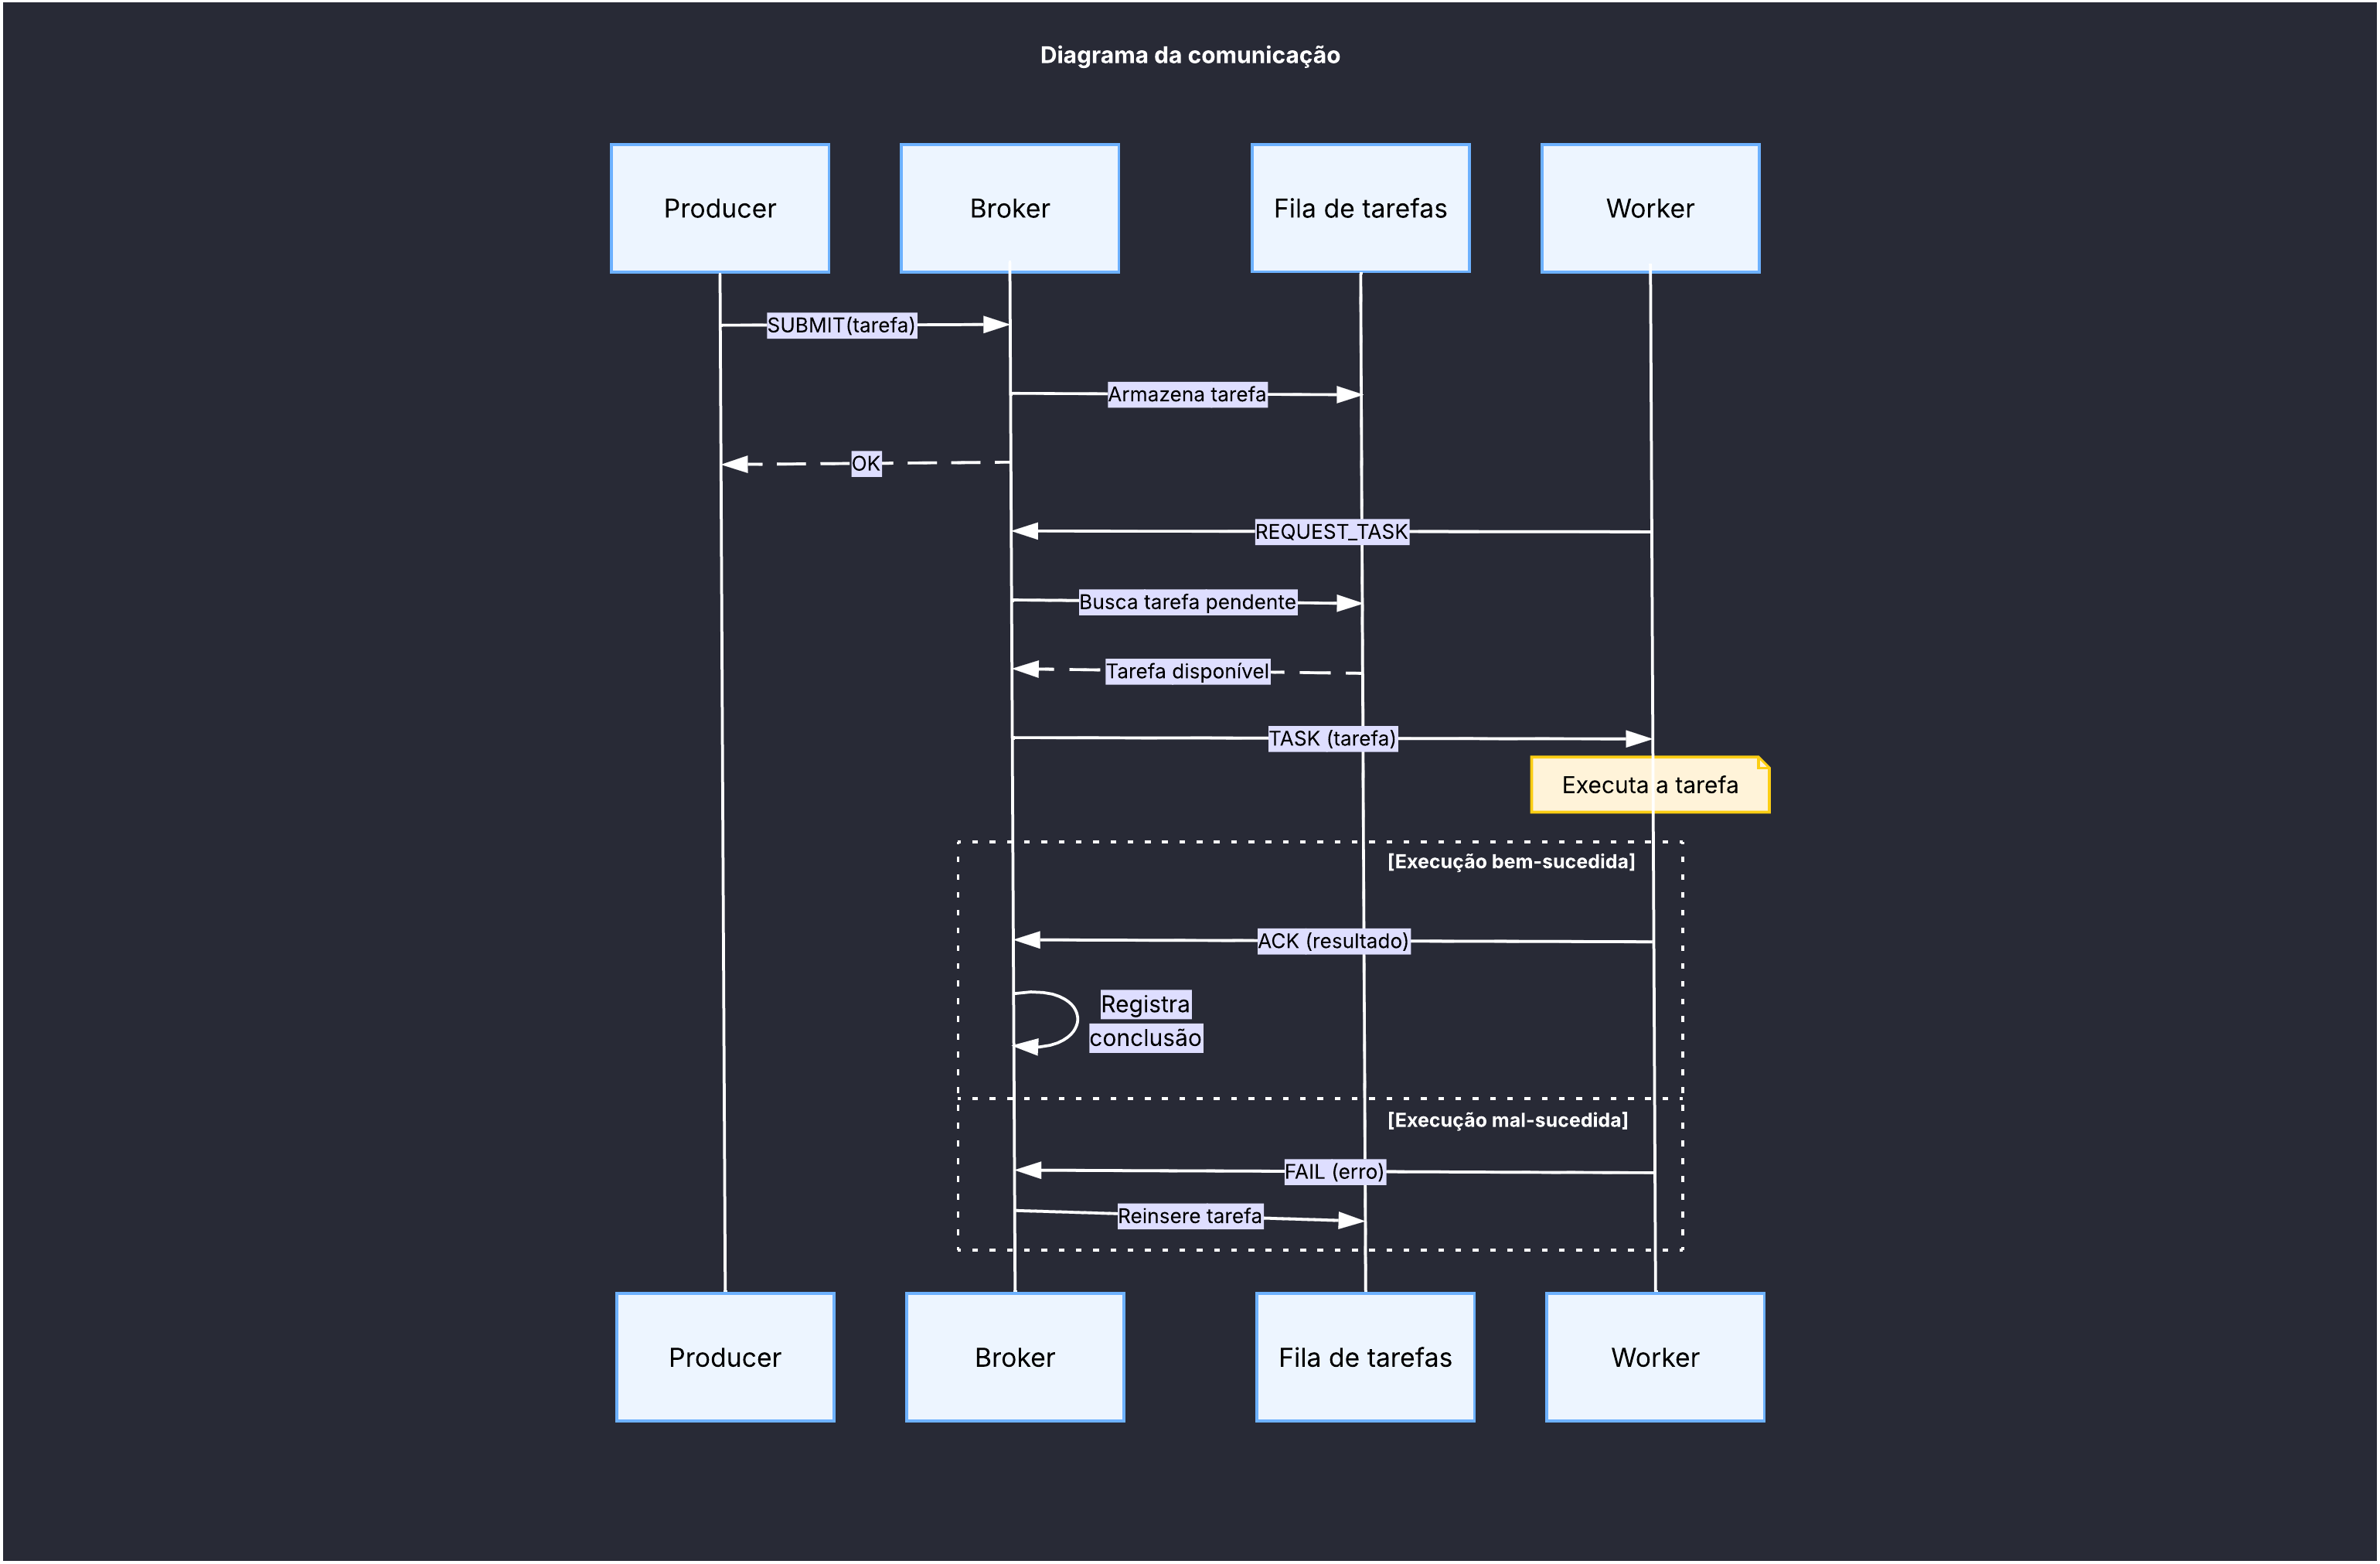 Diagrama da comunicação
Producer
Broker
Fila de tarefas
Worker
SUBMIT(tarefa)
Armazena tarefa
OK
REQUEST_TASK
Busca tarefa pendente
Tarefa disponível
TASK (tarefa)
Executa a tarefa
[Execução bem-sucedida]
ACK (resultado)
Registra
conclusão
[Execução mal-sucedida]
FAIL (erro)
Reinsere tarefa
Producer
Broker
Fila de tarefas
Worker